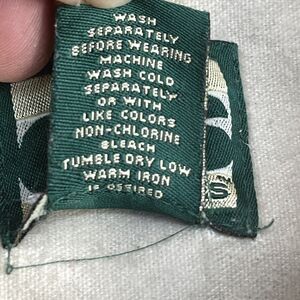 WASH
SEPARATELY
BEFORE WEARING
MACHINE
WASH COLD
SEPARATELY
OR WITH
LIKE COLORS
NON-CHLORINE
BLEACH
TUMBLE DRY LOW
WARM IRON
IF DESIRED
S